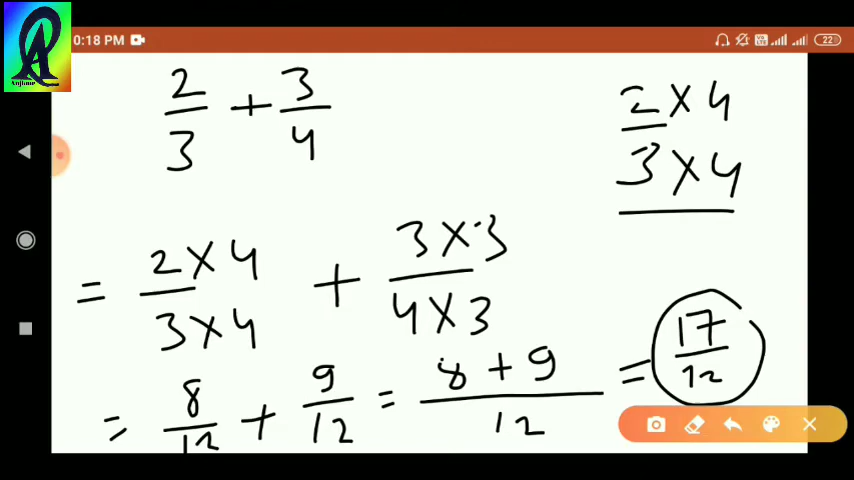 0:18 PM
22
2/3 + 3/4
2 × 4
3 × 4
= 2 × 4 / 3 × 4 + 3 × 3 / 4 × 3
= 8/12 + 9/12 = 8 + 9 / 12 = 17/12